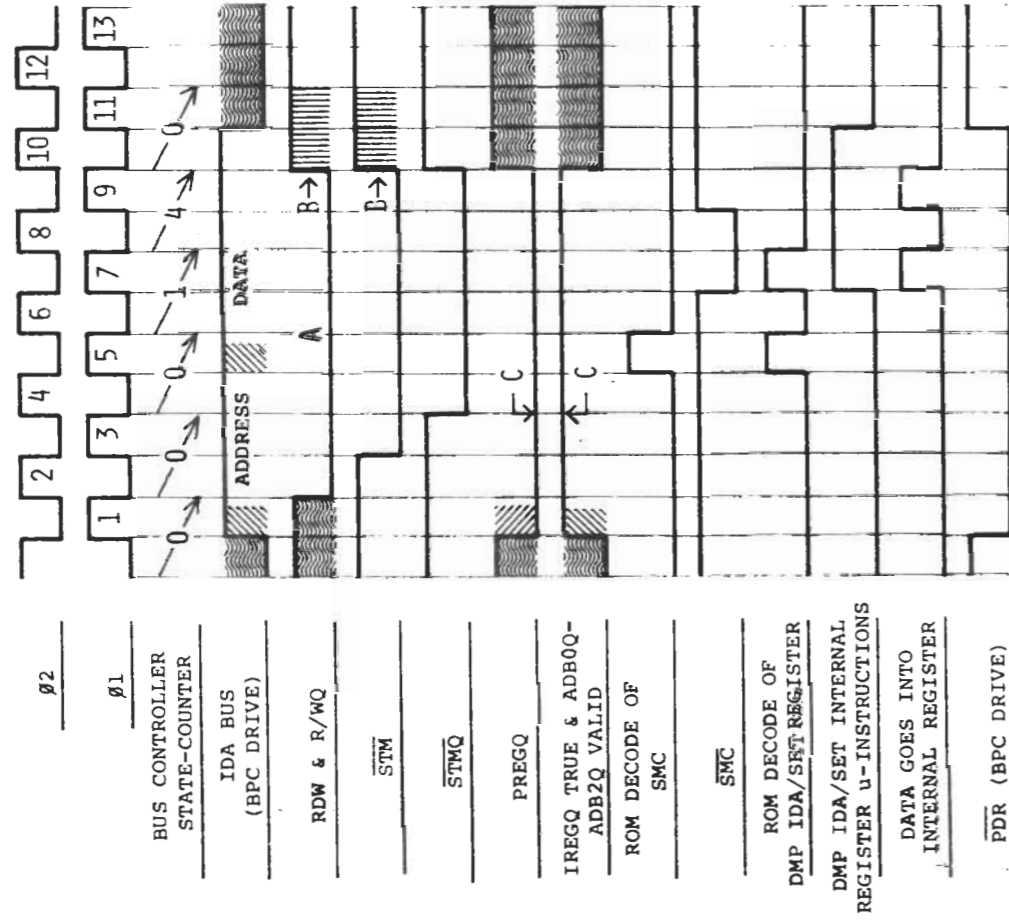 ø2
2 4 6 8 10 12
ø1
1 3 5 7 9 11 13
BUS CONTROLLER
STATE-COUNTER
0 0 0 1 4 0
IDA BUS
(BPC DRIVE)
ADDRESS DATA
RDW & R/WQ
A B→
STM
D→
STMQ
PREGQ
C
IREGQ TRUE & ADB0Q-
ADB2Q VALID
C
ROM DECODE OF
SMC
SMC
ROM DECODE OF
DMP IDA/SET REGISTER
DMP IDA/SET INTERNAL
REGISTER u-INSTRUCTIONS
DATA GOES INTO
INTERNAL REGISTER
PDR (BPC DRIVE)